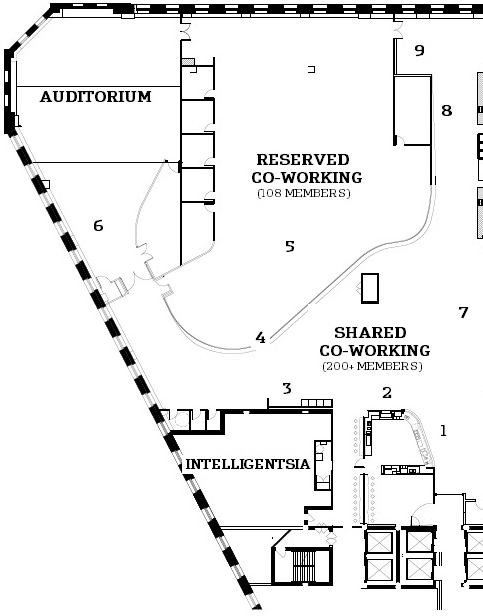 9
AUDITORIUM
8
RESERVED
CO-WORKING
(108 MEMBERS)
6
5
7
4
SHARED
CO-WORKING
(200+ MEMBERS)
3
2
1
INTELLIGENTSIA